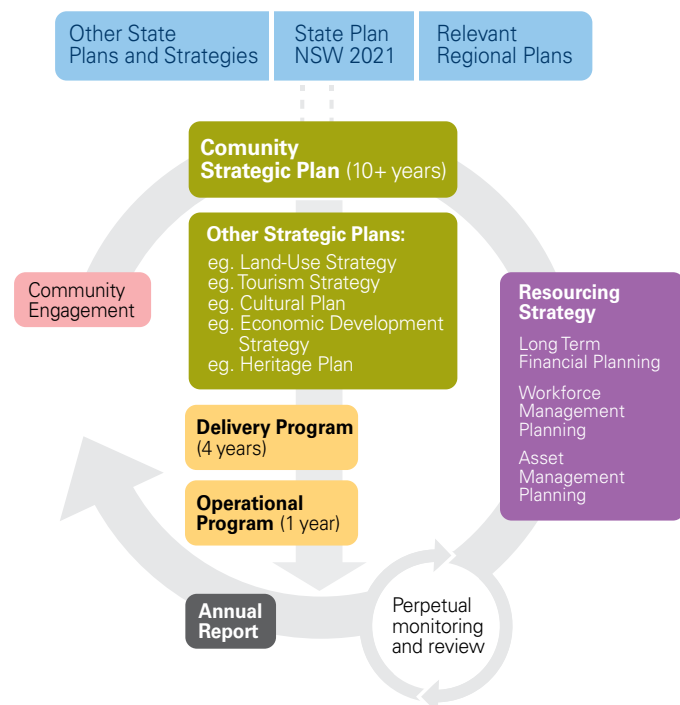 Other State
Plans and Strategies
State Plan
NSW 2021
Relevant
Regional Plans
Comunity
Strategic Plan (10+ years)
Other Strategic Plans:
eg. Land-Use Strategy
eg. Tourism Strategy
eg. Cultural Plan
eg. Economic Development
Strategy
eg. Heritage Plan
Community
Engagement
Resourcing
Strategy
Long Term
Financial Planning
Workforce
Management
Planning
Asset
Management
Planning
Delivery Program
(4 years)
Operational
Program (1 year)
Annual
Report
Perpetual
monitoring
and review